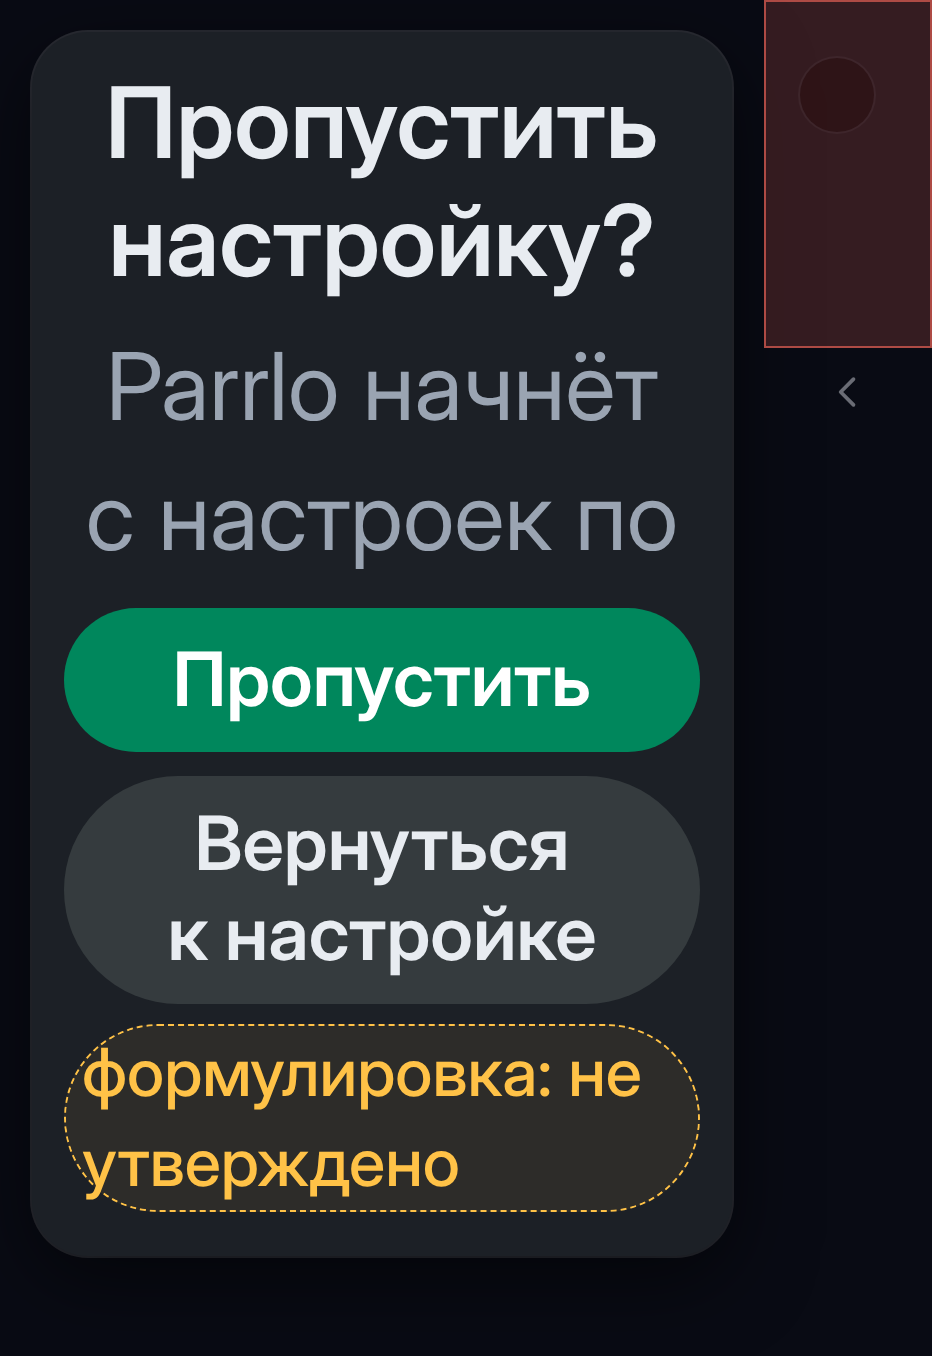 Пропустить
настройку?
Parrlo начнёт
с настроек по
Пропустить
Вернуться
к настройке
формулировка: не
утверждено